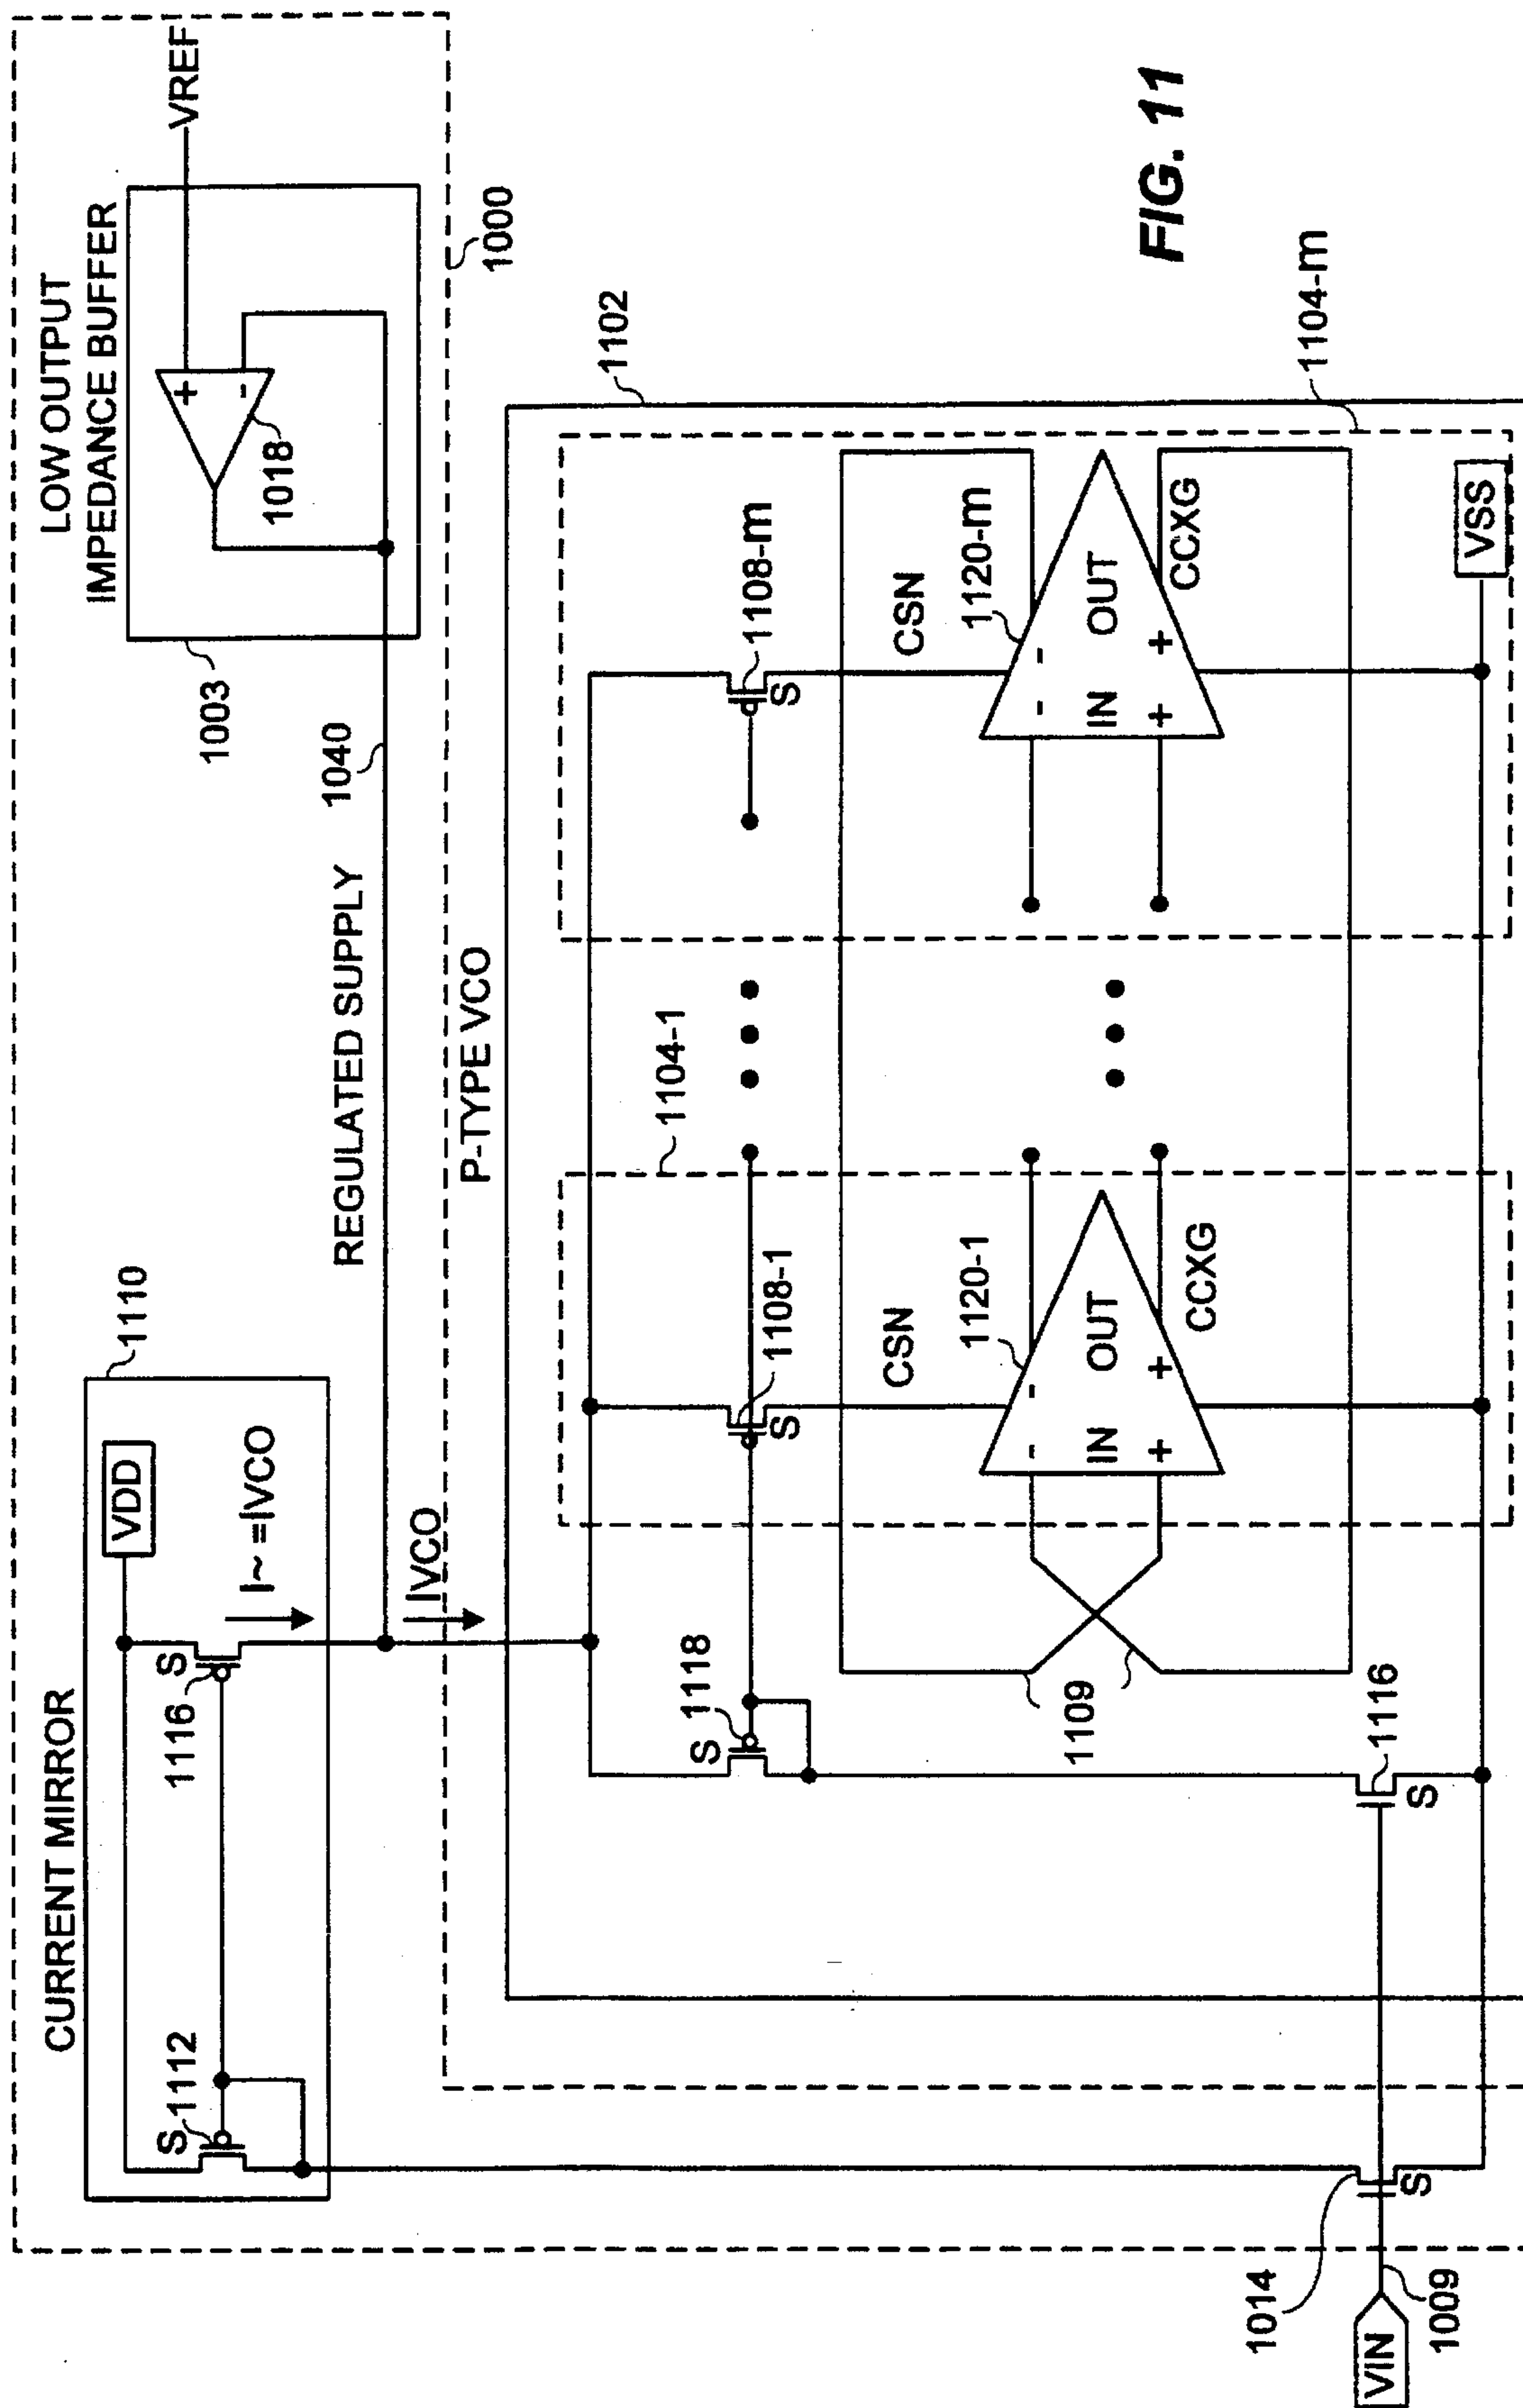 CURRENT MIRROR
1110
VDD
S
1112
S
1116
I~ =IVCO
LOW OUTPUT
IMPEDANCE BUFFER
VREF
+
-
1018
1003
1000
REGULATED SUPPLY
1040
IVCO
P-TYPE VCO
1102
1104-1
1104-m
S
1118
1108-1
S
1108-m
S
CSN
1120-1
-
-
IN
OUT
+
+
CCXG
CSN
1120-m
-
-
IN
OUT
+
+
CCXG
1109
1116
S
VSS
1014
S
VIN
1009
FIG. 11